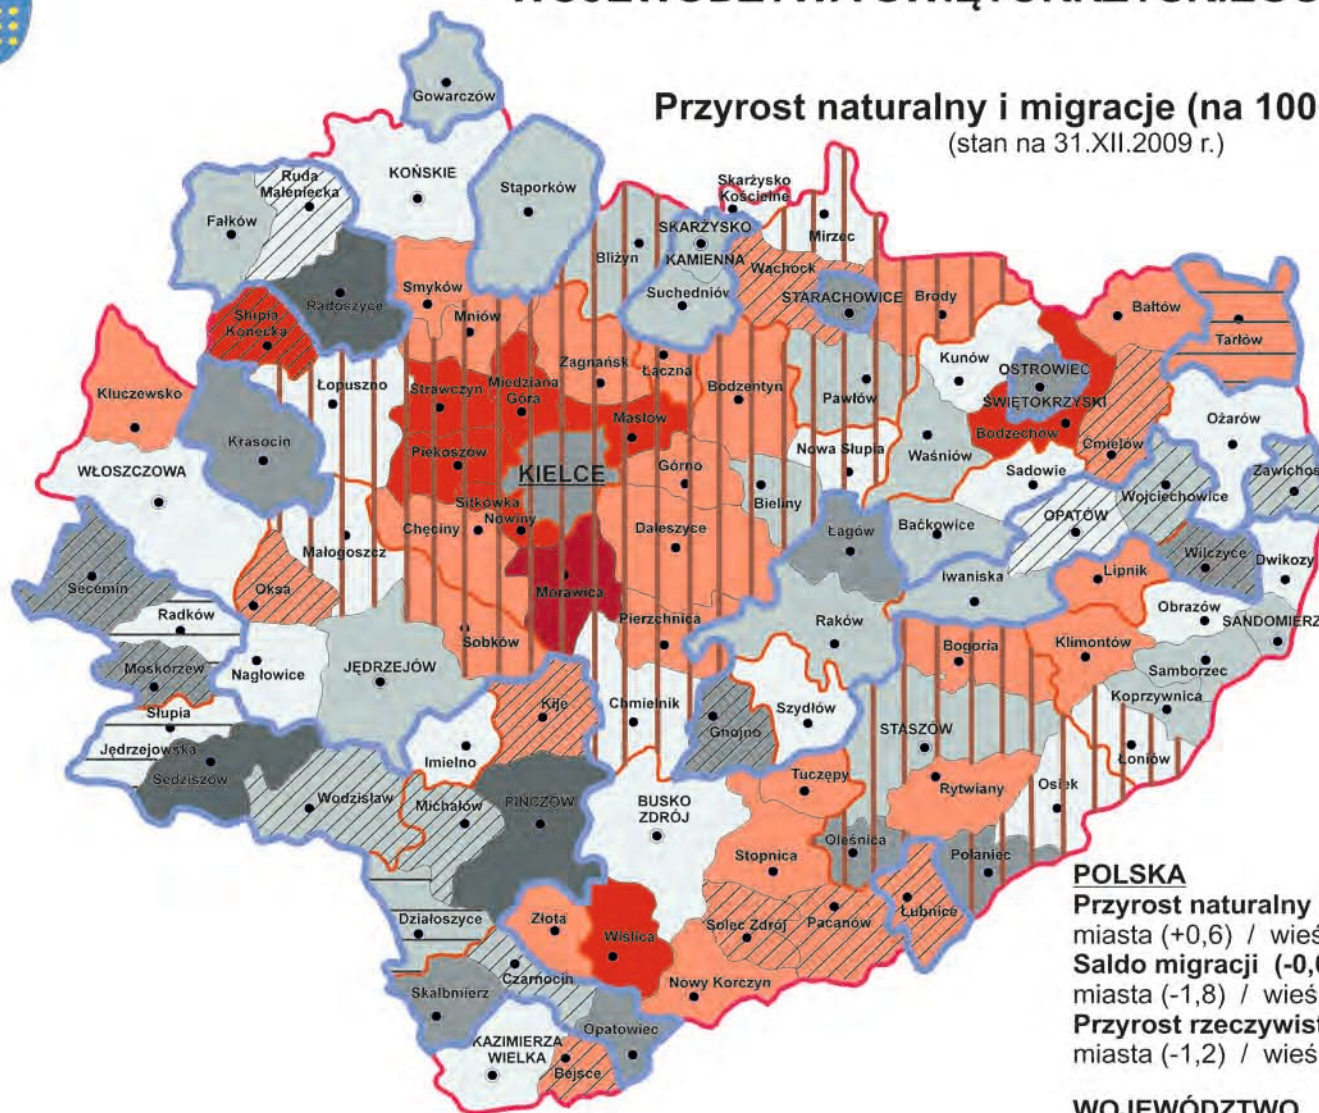 Przyrost naturalny i migracje (na 100
(stan na 31.XII.2009 r.)
Gowarczów
Ruda
Maleniecka
KOŃSKIE
Stąporków
Skarżysko
Kościelne
Fałków
SKARŻYSKO
KAMIENNA
Mirzec
Bliżyn
Wąchock
Radoszyce
Smyków
Suchedniów
STARACHOWICE
Brody
Bałtów
Słupia
Konecka
Mniów
Tarłów
Zagnańsk
Łączna
Kunów
OSTROWIEC
ŚWIĘTOKRZYSKI
Kluczewsko
Łopuszno
Strawczyn
Miedziana
Góra
Bodzentyn
Pawłów
Ożarów
Krasocin
Masłów
Bodzechów
Ćmielów
WŁOSZCZOWA
Piekoszów
KIELCE
Górno
Nowa Słupia
Waśniów
Sadowie
Zawichos
Bieliny
Wojciechowice
Sitkówka
Nowiny
Chęciny
Daleszyce
Łagów
Baćkowice
OPATÓW
Małogoszcz
Wilczyce
Dwikozy
Secemin
Oksa
Morawica
Iwaniska
Lipnik
Radków
Pierzchnica
Raków
Obrazów
SANDOMIERZ
Sobków
Bogoria
Klimontów
Moskorzew
Nagłowice
JĘDRZEJÓW
Samborzec
Koprzywnica
Słupia
Jędrzejowska
Kije
Chmielnik
Gnojno
Szydłów
STASZÓW
Łoniów
Imielno
Sędziszów
Tuczępy
Rytwiany
Osiek
Wodzisław
Michałów
PIŃCZÓW
BUSKO
ZDRÓJ
Oleśnica
Połaniec
Stopnica
Działoszyce
Złota
Wiślica
Solec Zdrój
Pacanów
Łubnice
Czarnocin
Nowy Korczyn
Skalbmierz
Opatowiec
KAZIMIERZA
WIELKA
Bejsce
POLSKA
Przyrost naturalny
miasta (+0,6) / wieś
Saldo migracji (-0,
miasta (-1,8) / wieś
Przyrost rzeczywist
miasta (-1,2) / wieś
WOJEWÓDZTWO